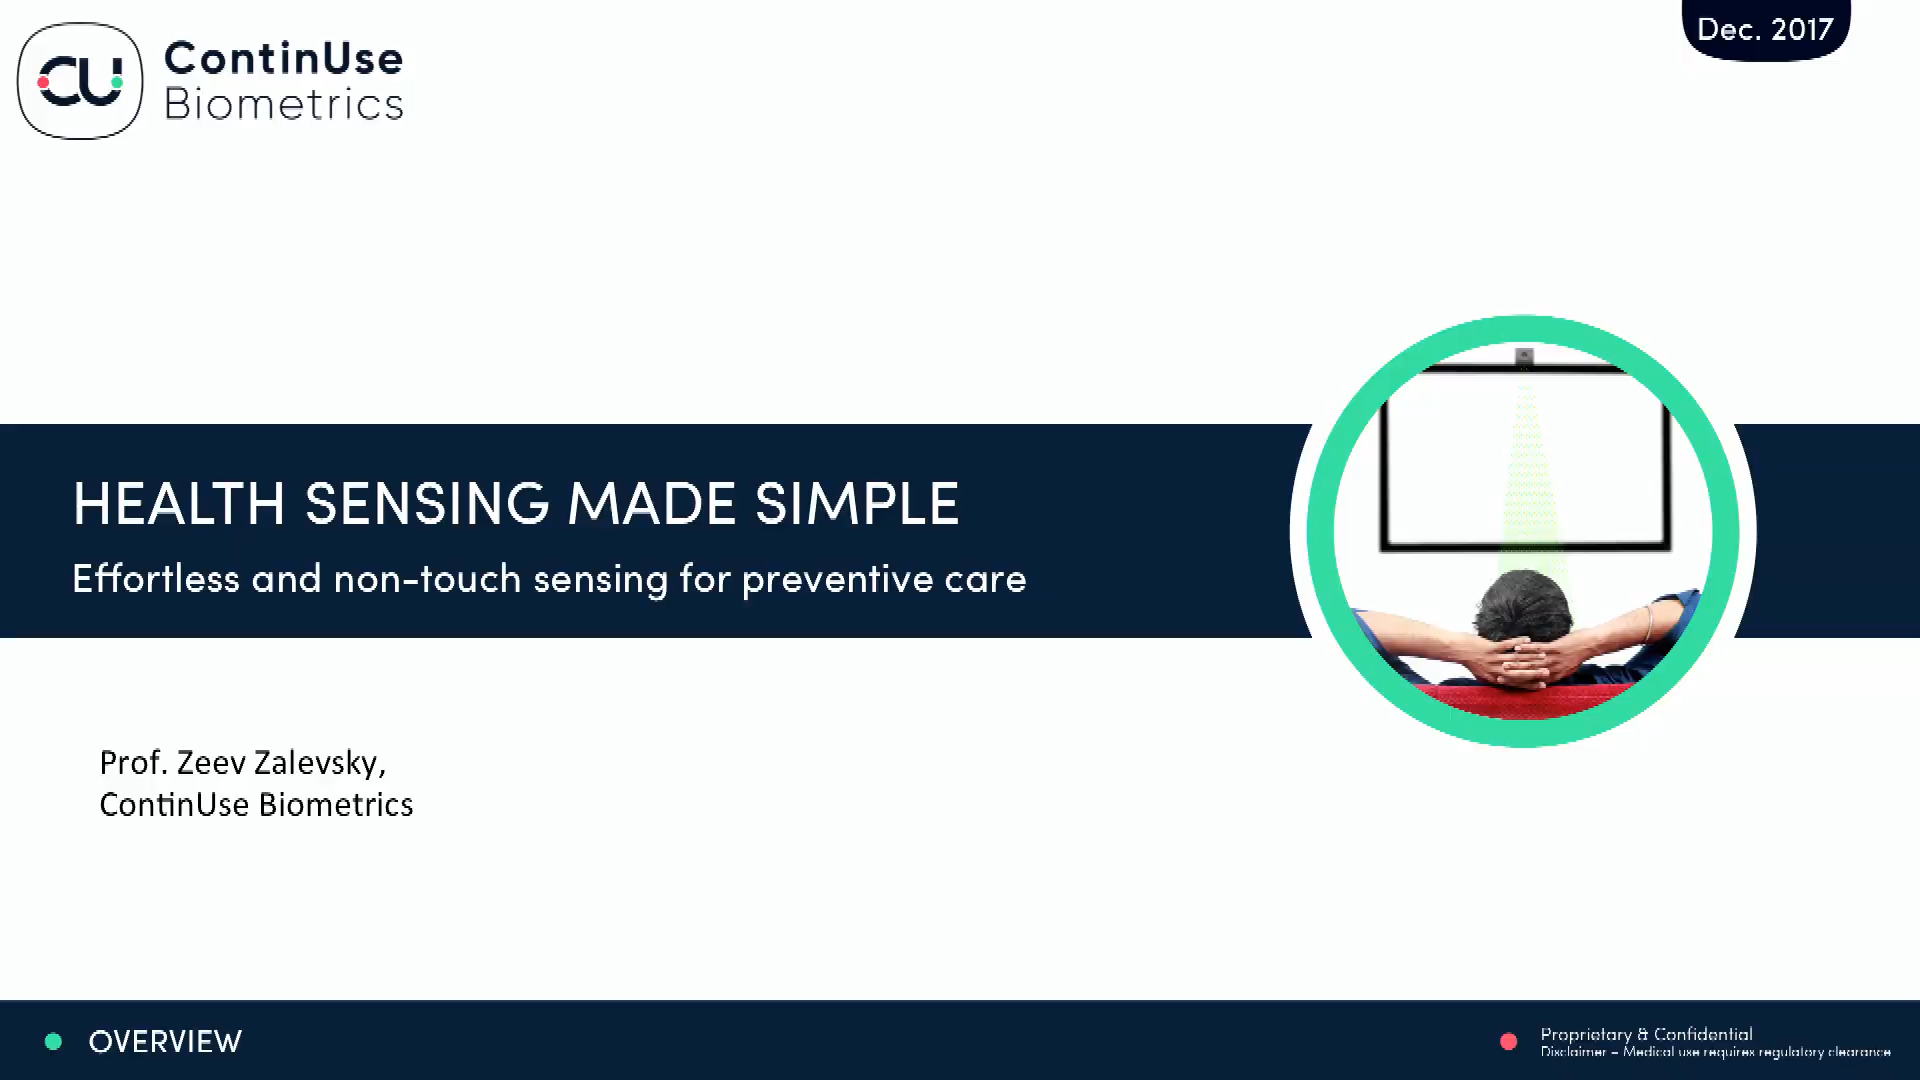 CU
ContinUse
Biometrics
Dec. 2017
HEALTH SENSING MADE SIMPLE
Effortless and non-touch sensing for preventive care
Prof. Zeev Zalevsky,
ContinUse Biometrics
OVERVIEW
Proprietary & Confidential
Disclaimer – Medical use requires regulatory clearance